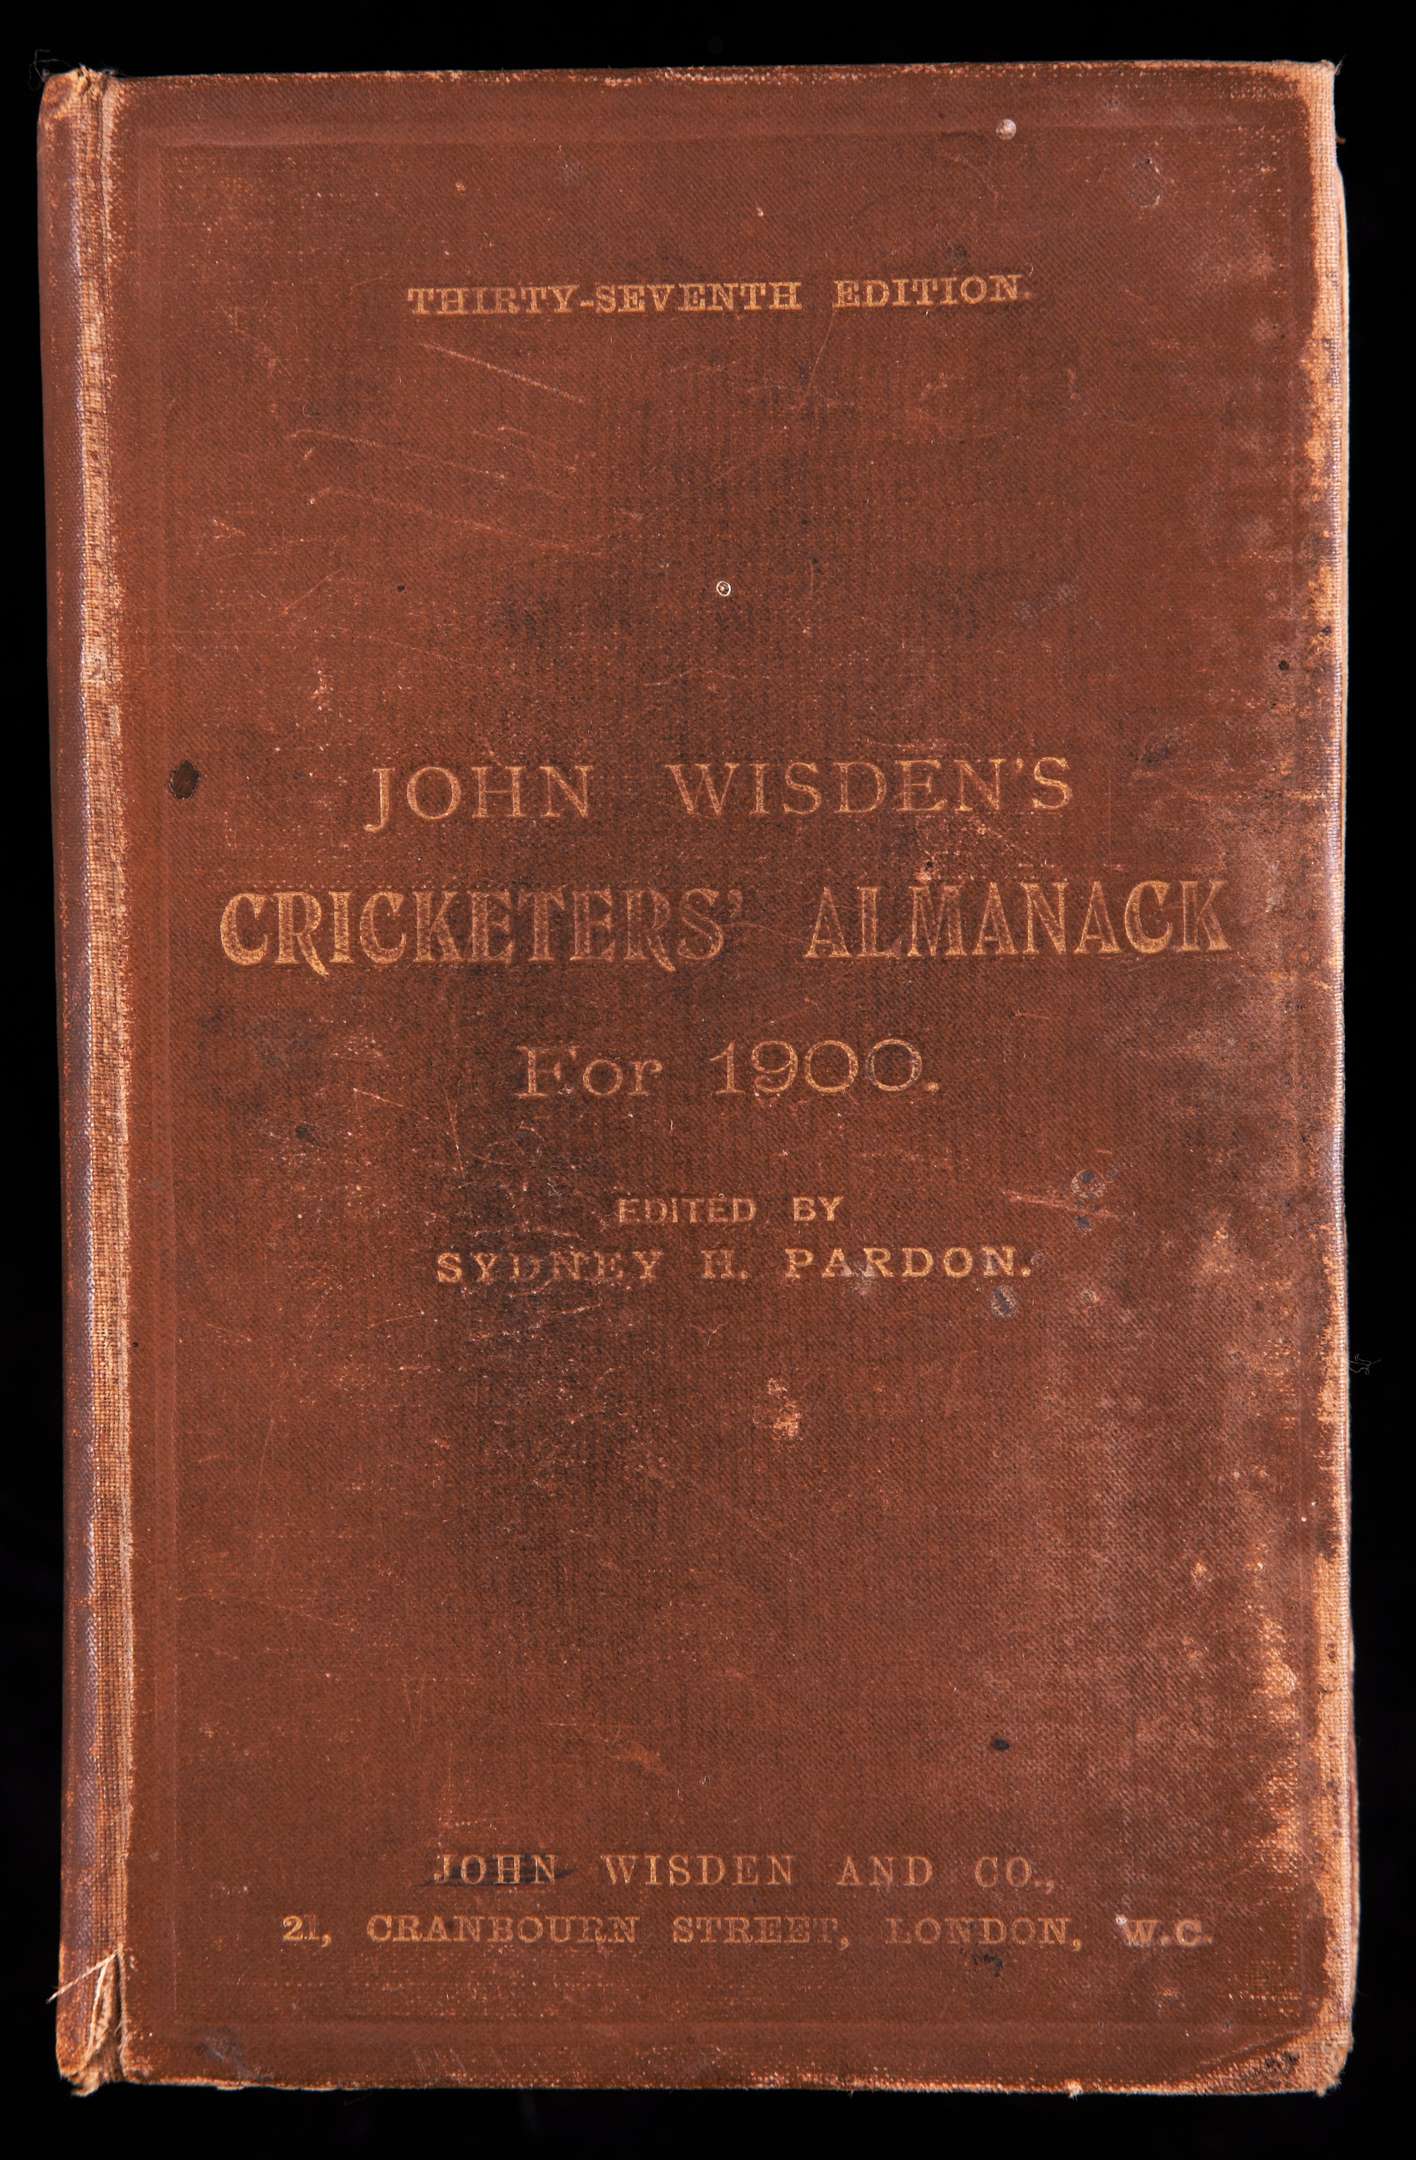 THIRTY-SEVENTH EDITION.
JOHN WISDEN'S
CRICKETERS' ALMANACK
For 1900.
EDITED BY
SYDNEY H. PARDON.
JOHN WISDEN AND CO.,
21, CRANBOURN STREET, LONDON, W.C.